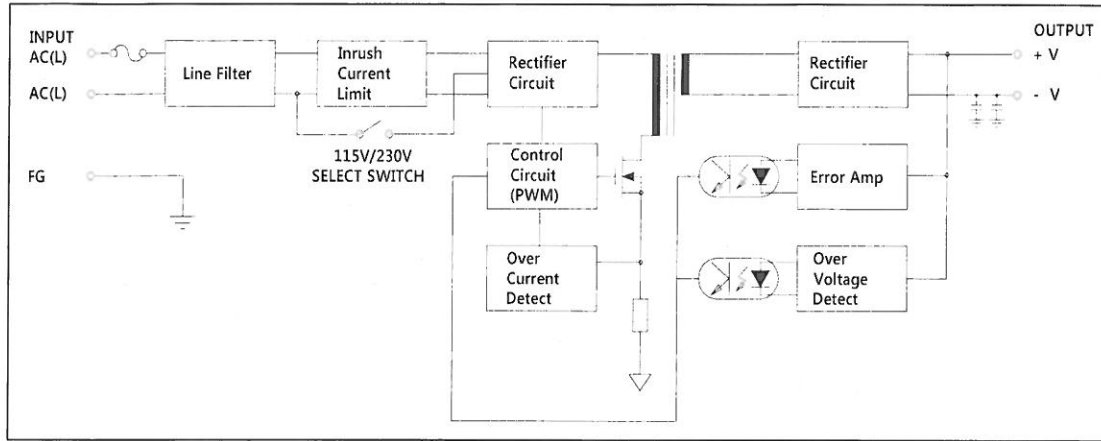 INPUT
AC(L)
AC(L)
FG
Line Filter
Inrush
Current
Limit
115V/230V
SELECT SWITCH
Rectifier
Circuit
Control
Circuit
(PWM)
Over
Current
Detect
Rectifier
Circuit
Error Amp
Over
Voltage
Detect
OUTPUT
+ V
- V